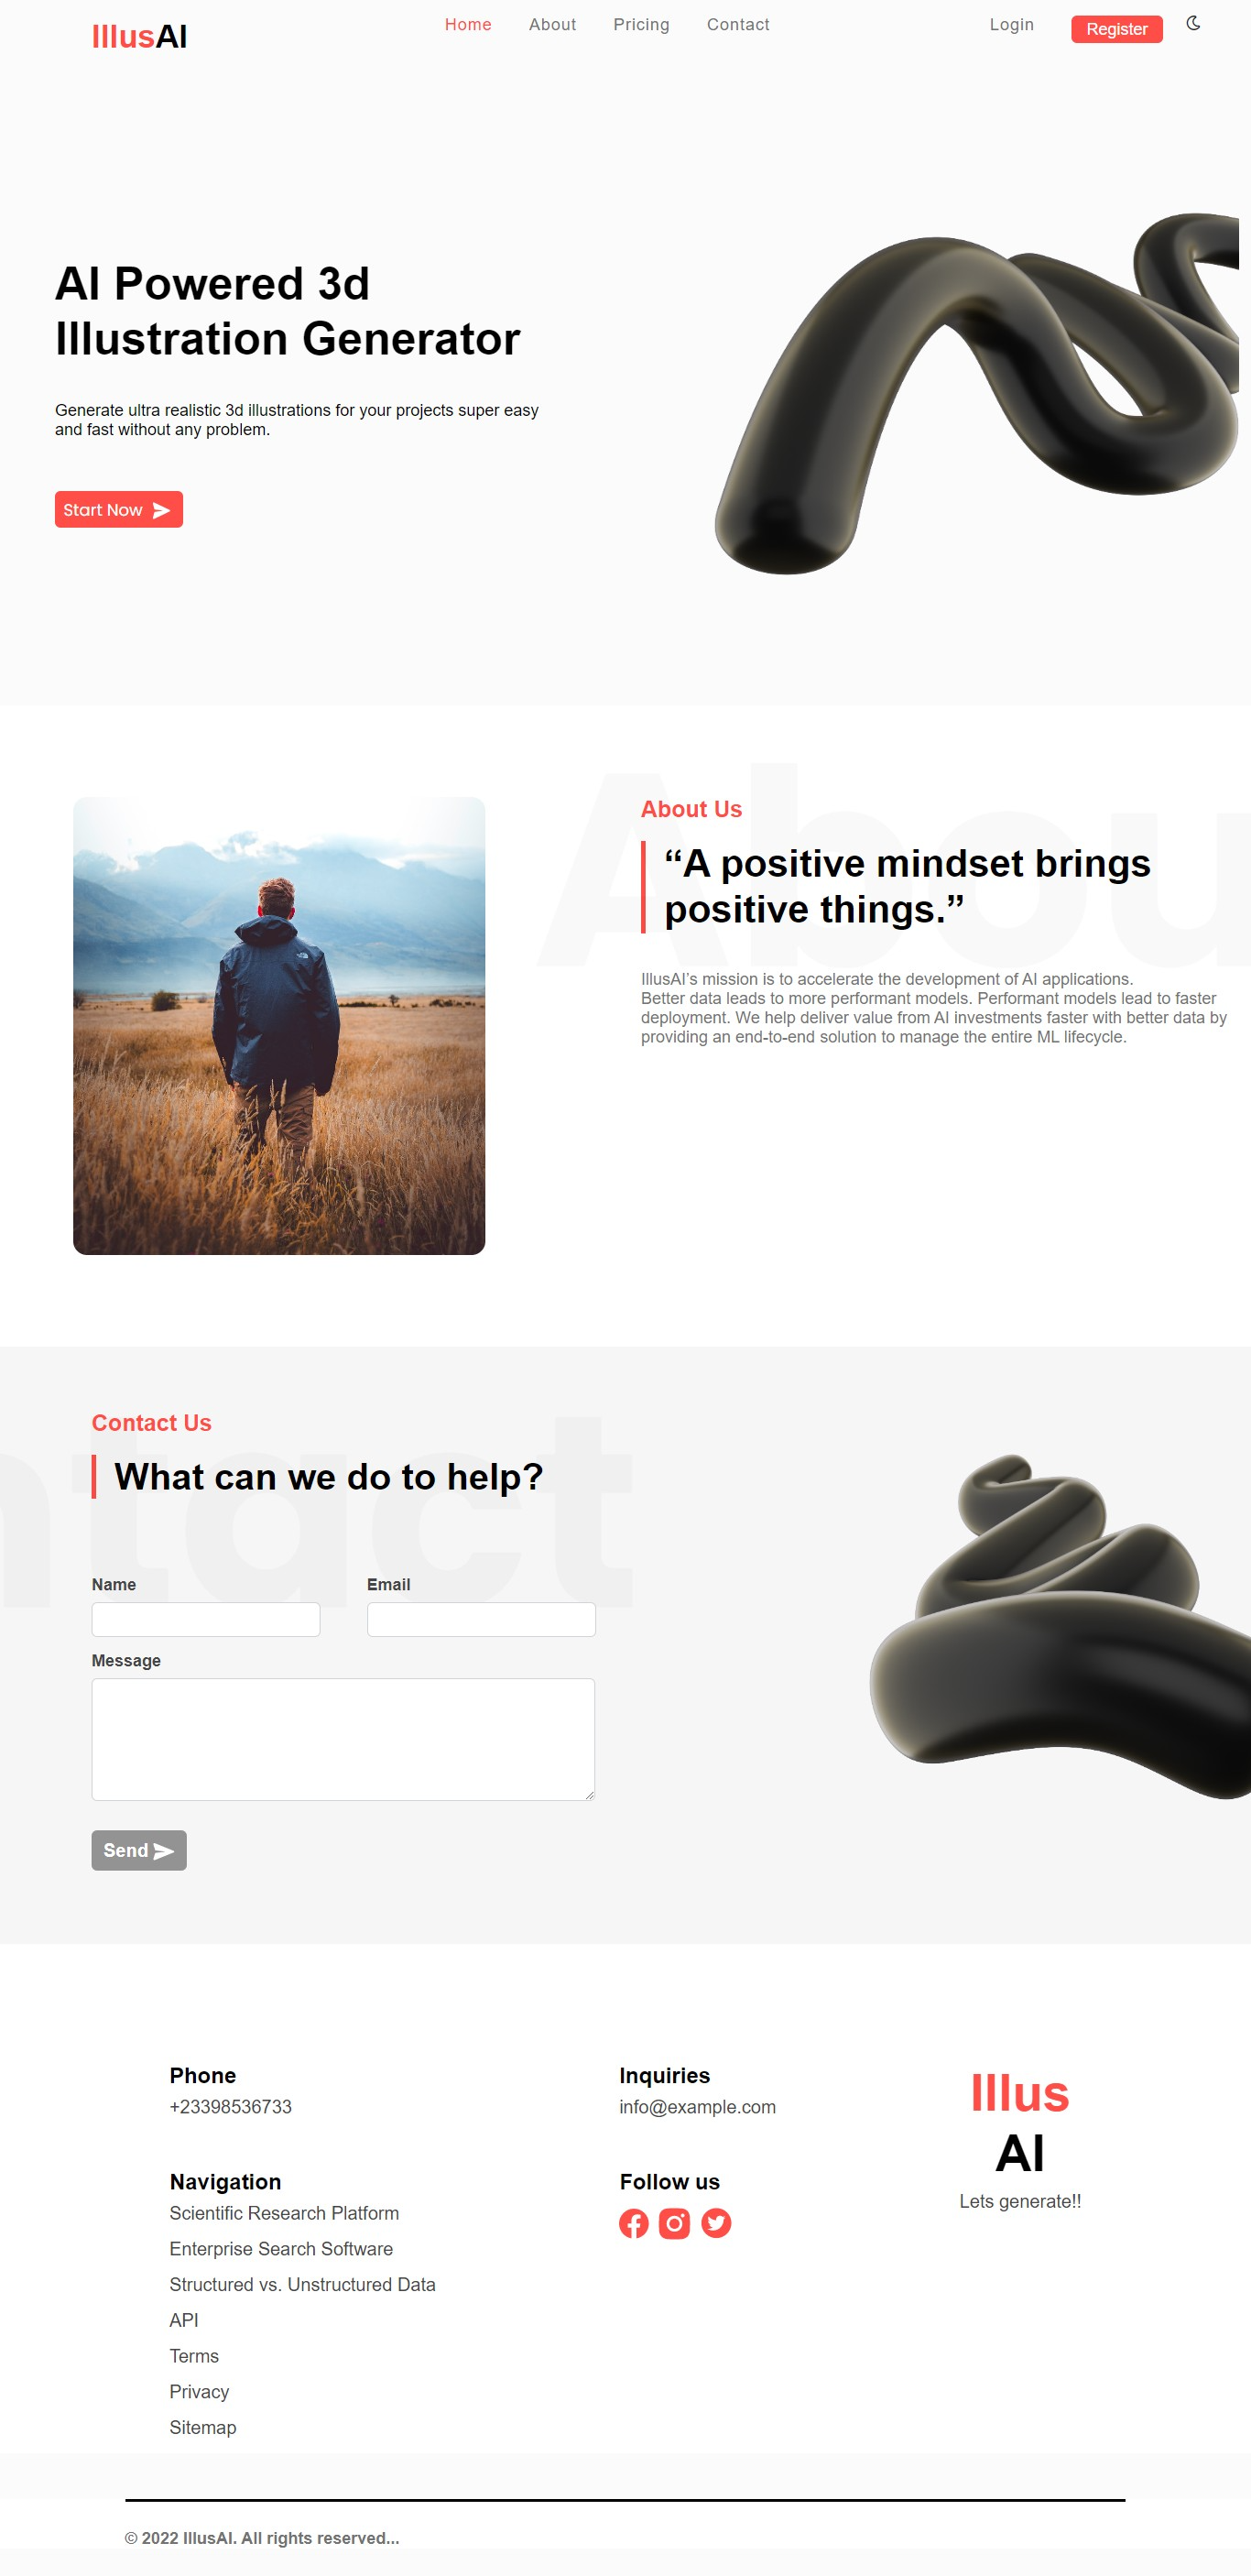 IllusAI
Home About Pricing Contact
Login Register
AI Powered 3d
Illustration Generator
Generate ultra realistic 3d illustrations for your projects super easy
and fast without any problem.
Start Now
Abou
About Us
“A positive mindset brings
positive things.”
IllusAI’s mission is to accelerate the development of AI applications.
Better data leads to more performant models. Performant models lead to faster
deployment. We help deliver value from AI investments faster with better data by
providing an end-to-end solution to manage the entire ML lifecycle.
ntact
Contact Us
What can we do to help?
Name Email
Message
Send
Phone
+23398536733
Navigation
Scientific Research Platform
Enterprise Search Software
Structured vs. Unstructured Data
API
Terms
Privacy
Sitemap
Inquiries
info@example.com
Follow us
Illus
AI
Lets generate!!
© 2022 IllusAI. All rights reserved...